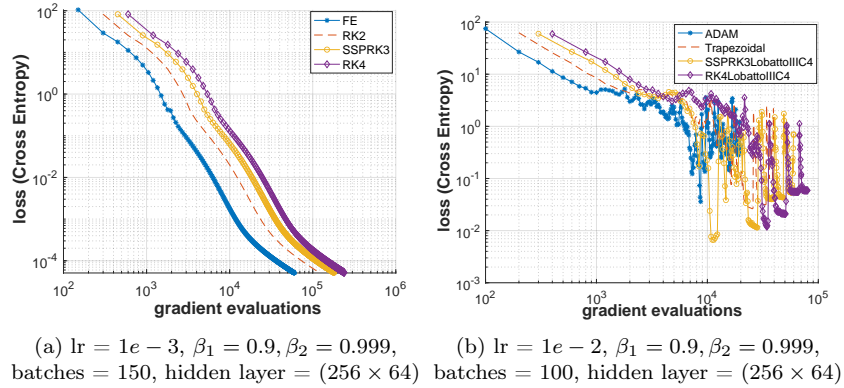 loss (Cross Entropy)
10^2
10^0
10^-2
10^-4
10^2
10^3
10^4
10^5
10^6
gradient evaluations
FE
RK2
SSPRK3
RK4
loss (Cross Entropy)
10^2
10^1
10^0
10^-1
10^-2
10^-3
10^2
10^3
10^4
10^5
gradient evaluations
ADAM
Trapezoidal
SSPRK3LobattoIIIC4
RK4LobattoIIIC4
(a) lr = 1e − 3, β₁ = 0.9, β₂ = 0.999,
batches = 150, hidden layer = (256 × 64)
(b) lr = 1e − 2, β₁ = 0.9, β₂ = 0.999,
batches = 100, hidden layer = (256 × 64)